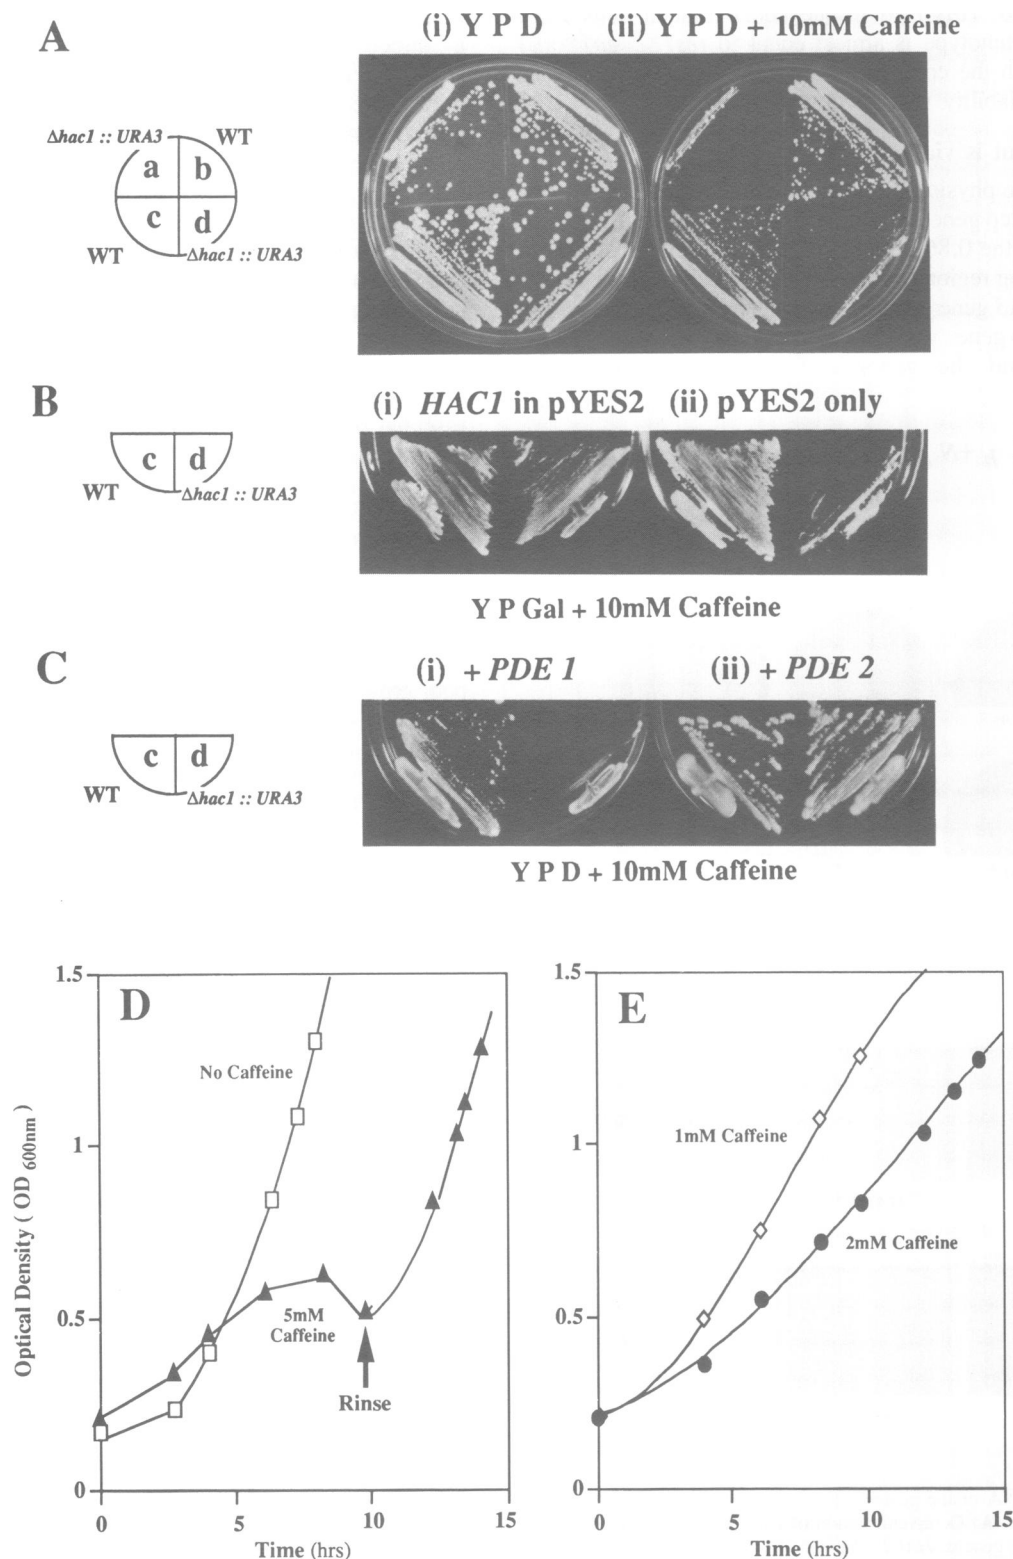 A
(i) Y P D
(ii) Y P D + 10mM Caffeine
Δhac1 :: URA3
WT
a
b
c
d
WT
Δhac1 :: URA3
B
(i) HAC1 in pYES2
(ii) pYES2 only
c
d
WT
Δhac1 :: URA3
Y P Gal + 10mM Caffeine
C
(i) + PDE 1
(ii) + PDE 2
c
d
WT
Δhac1 :: URA3
Y P D + 10mM Caffeine
D
Optical Density ( OD 600nm )
1.5
1
0.5
0
No Caffeine
5mM
Caffeine
Rinse
0
5
10
15
Time (hrs)
E
1.5
1
0.5
0
1mM Caffeine
2mM Caffeine
0
5
10
15
Time (hrs)